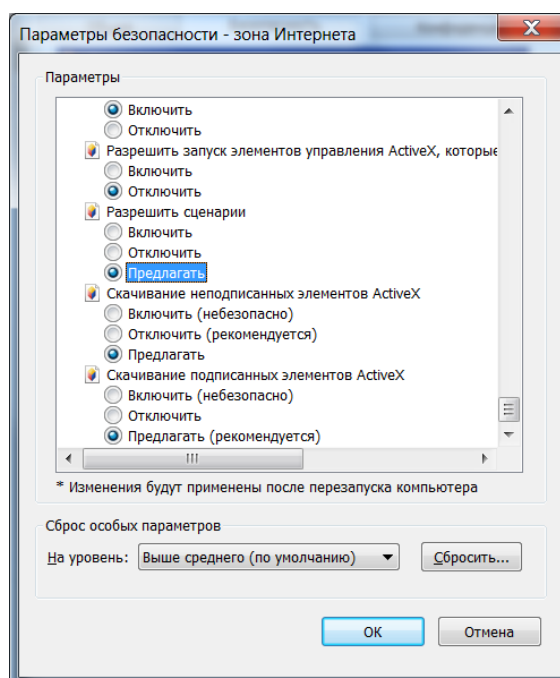 Параметры безопасности - зона Интернета
Параметры
Включить
Отключить
Разрешить запуск элементов управления ActiveX, которые
Включить
Отключить
Разрешить сценарии
Включить
Отключить
Предлагать
Скачивание неподписанных элементов ActiveX
Включить (небезопасно)
Отключить (рекомендуется)
Предлагать
Скачивание подписанных элементов ActiveX
Включить (небезопасно)
Отключить
Предлагать (рекомендуется)
* Изменения будут применены после перезапуска компьютера
Сброс особых параметров
На уровень: Выше среднего (по умолчанию) Сбросить...
ОК Отмена